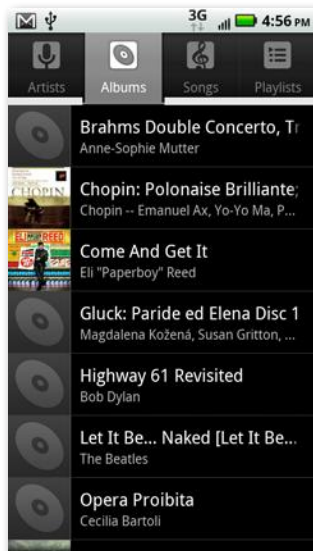 3G 4:56 PM
Artists Albums Songs Playlists
Brahms Double Concerto, Tr
Anne-Sophie Mutter
CHOPIN
Chopin: Polonaise Brilliante;
Chopin -- Emanuel Ax, Yo-Yo Ma, P...
ELI REED
Come And Get It
Eli "Paperboy" Reed
Gluck: Paride ed Elena Disc 1
Magdalena Kožená, Susan Gritton, ...
Highway 61 Revisited
Bob Dylan
Let It Be... Naked [Let It Be...
The Beatles
Opera Proibita
Cecilia Bartoli